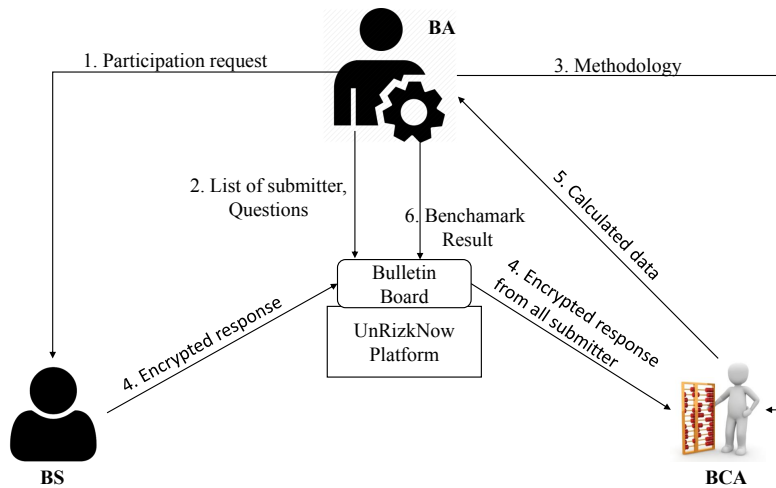 BA
1. Participation request
3. Methodology
2. List of submitter,
Questions
6. Benchamark
Result
5. Calculated data
Bulletin
Board
UnRizkNow
Platform
4. Encrypted response
4. Encrypted response
from all submitter
BS
BCA